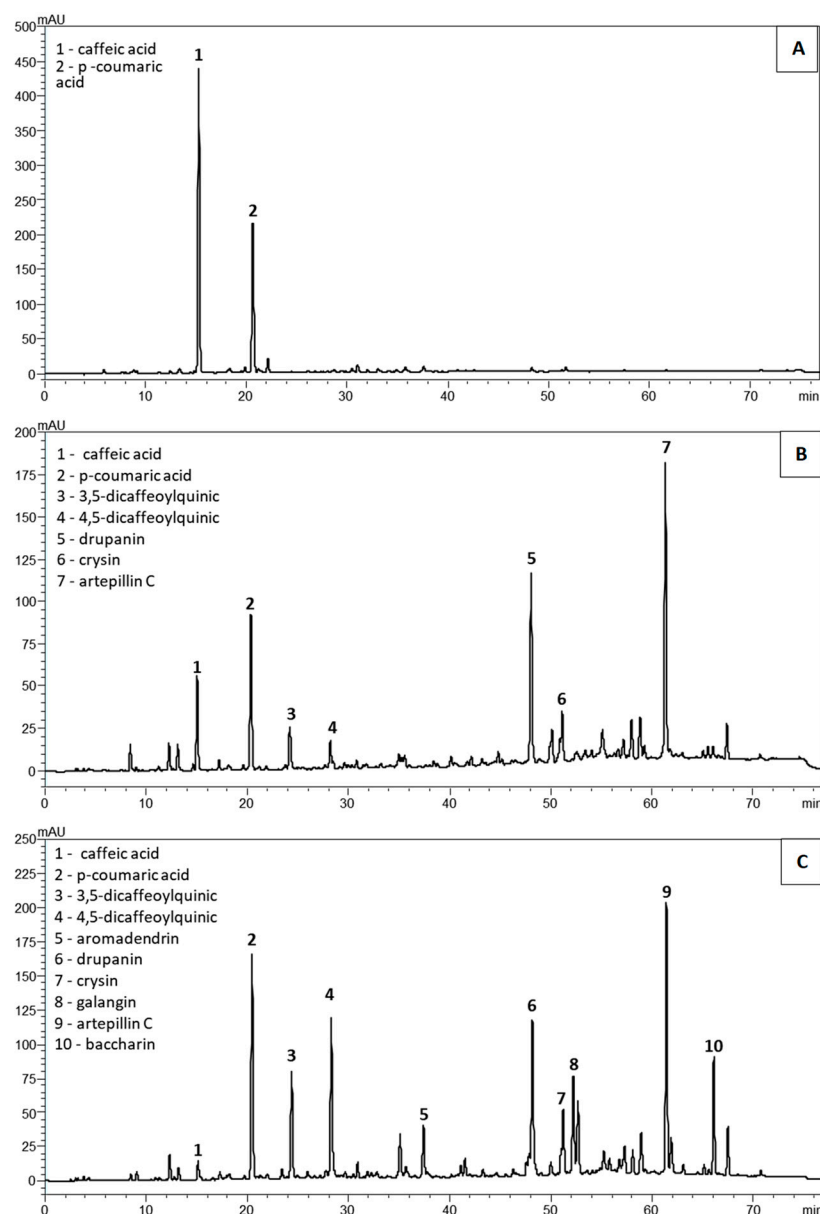 mAU
500
A
1 - caffeic acid
2 - p -coumaric
acid
1
450
400
350
300
250
2
200
150
100
50
0
0 10 20 30 40 50 60 70 min
mAU
200
B
1 - caffeic acid
2 - p-coumaric acid
3 - 3,5-dicaffeoylquinic
4 - 4,5-dicaffeoylquinic
5 - drupanin
6 - crysin
7 - artepillin C
7
175
150
125
5
100
2
75
1
50
6
3
25
4
0
0 10 20 30 40 50 60 70 min
mAU
250
C
1 - caffeic acid
2 - p-coumaric acid
3 - 3,5-dicaffeoylquinic
4 - 4,5-dicaffeoylquinic
5 - aromadendrin
6 - drupanin
7 - crysin
8 - galangin
9 - artepillin C
10 - baccharin
225
9
200
175
2
150
4
125
6
100
10
3
8
75
7
5
50
1
25
0
0 10 20 30 40 50 60 70 min